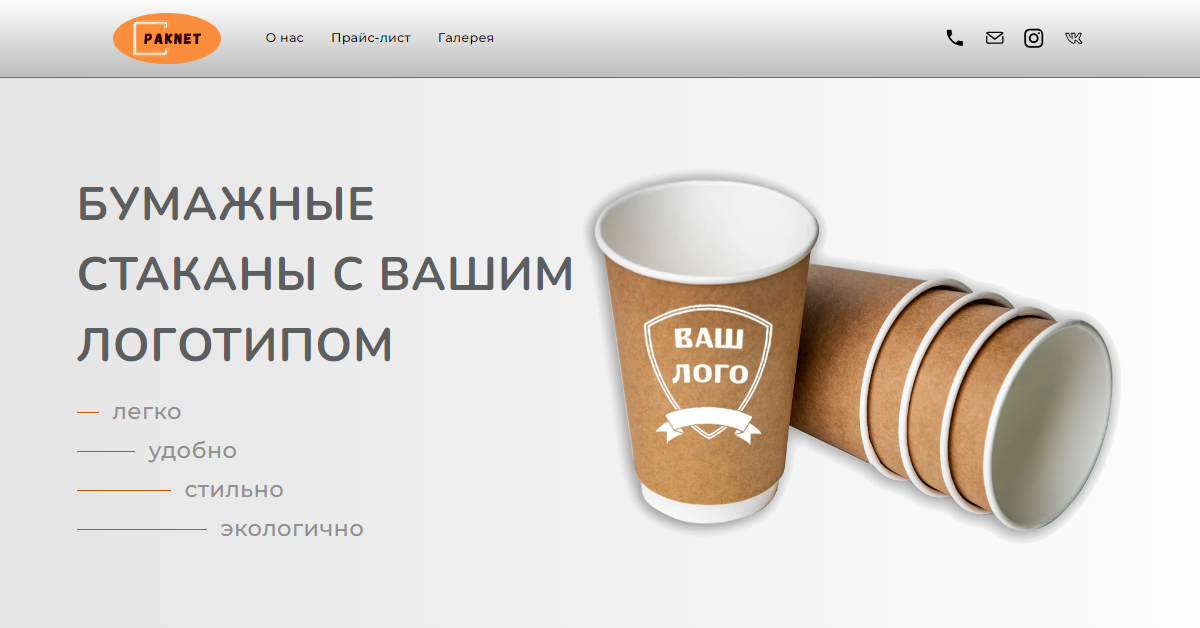 PAKNET
О нас
Прайс-лист
Галерея
БУМАЖНЫЕ
СТАКАНЫ С ВАШИМ
ЛОГОТИПОМ
легко
удобно
стильно
экологично
ВАШ
ЛОГО